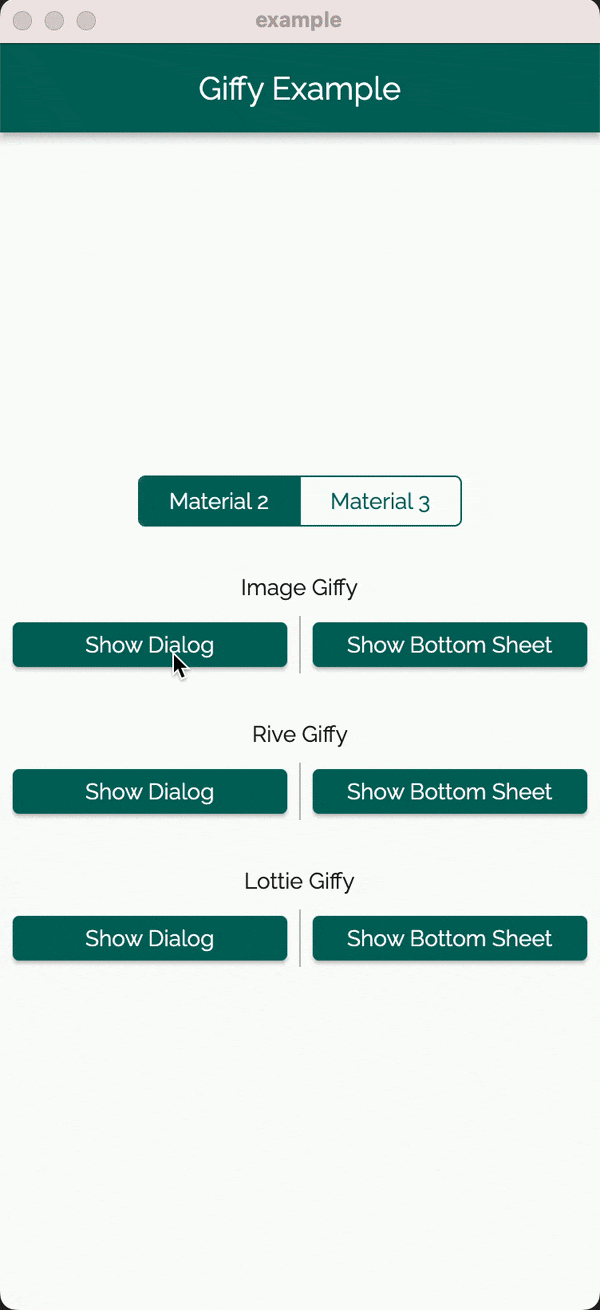 example
Giffy Example
Material 2 Material 3
Image Giffy
Show Dialog Show Bottom Sheet
Rive Giffy
Show Dialog Show Bottom Sheet
Lottie Giffy
Show Dialog Show Bottom Sheet